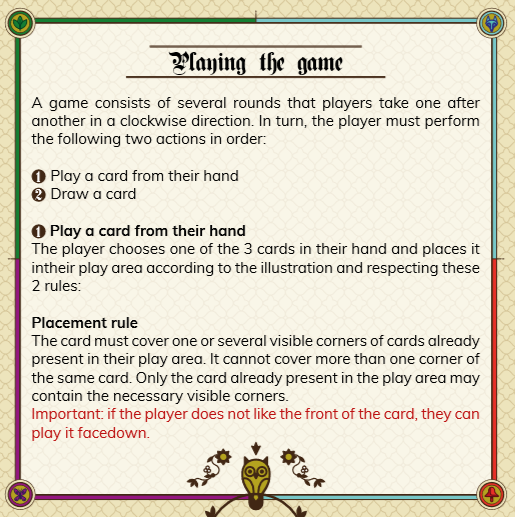 Playing the game
A game consists of several rounds that players take one after
another in a clockwise direction. In turn, the player must perform
the following two actions in order:
1 Play a card from their hand
2 Draw a card
1 Play a card from their hand
The player chooses one of the 3 cards in their hand and places it
intheir play area according to the illustration and respecting these
2 rules:
Placement rule
The card must cover one or several visible corners of cards already
present in their play area. It cannot cover more than one corner of
the same card. Only the card already present in the play area may
contain the necessary visible corners.
Important: if the player does not like the front of the card, they can
play it facedown.